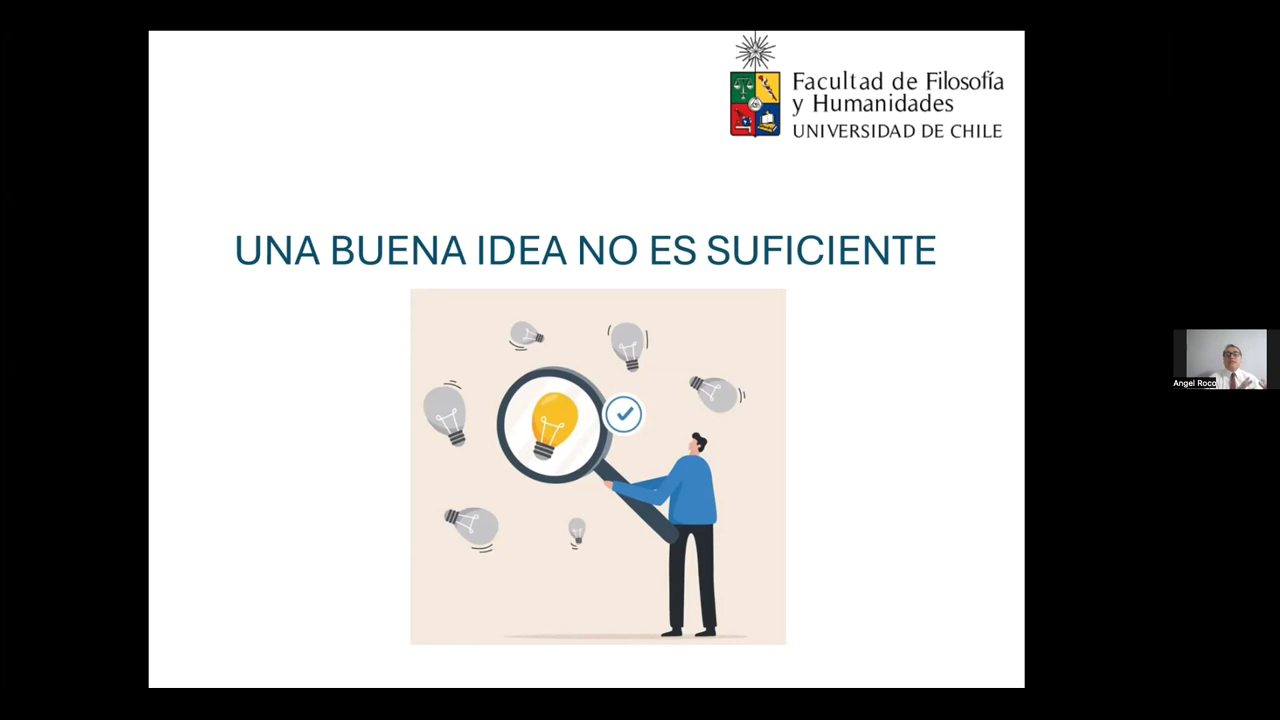 Facultad de Filosofía
y Humanidades
UNIVERSIDAD DE CHILE
UNA BUENA IDEA NO ES SUFICIENTE
Angel Roco